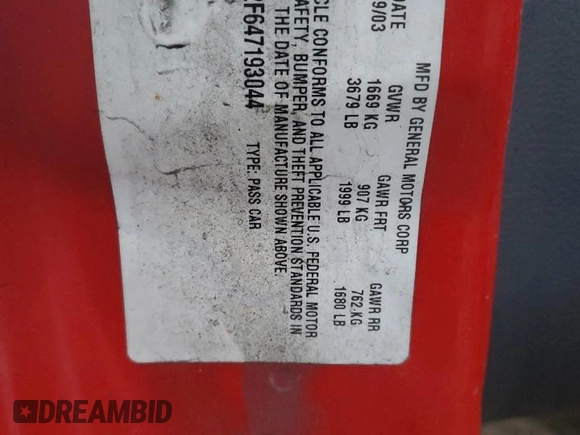 MFD BY GENERAL MOTORS CORP
DATE GVWR GAWR FRT GAWR RR
9/03 1669 KG 907 KG 762 KG
3679 LB 1999 LB 1680 LB
CLE CONFORMS TO ALL APPLICABLE U.S. FEDERAL MOTOR
AFETY, BUMPER, AND THEFT PREVENTION STANDARDS IN
THE DATE OF MANUFACTURE SHOWN ABOVE.
F647193044 TYPE: PASS CAR
DREAMBID